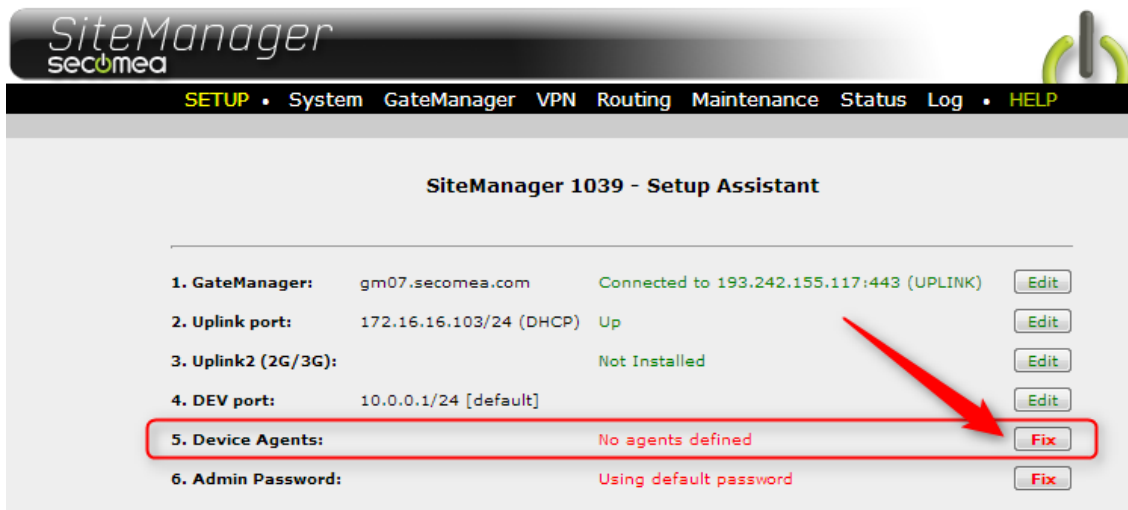 SiteManager
secomea
SETUP • System GateManager VPN Routing Maintenance Status Log • HELP
SiteManager 1039 - Setup Assistant
1. GateManager: gm07.secomea.com Connected to 193.242.155.117:443 (UPLINK) Edit
2. Uplink port: 172.16.16.103/24 (DHCP) Up Edit
3. Uplink2 (2G/3G): Not Installed Edit
4. DEV port: 10.0.0.1/24 [default] Edit
5. Device Agents: No agents defined Fix
6. Admin Password: Using default password Fix